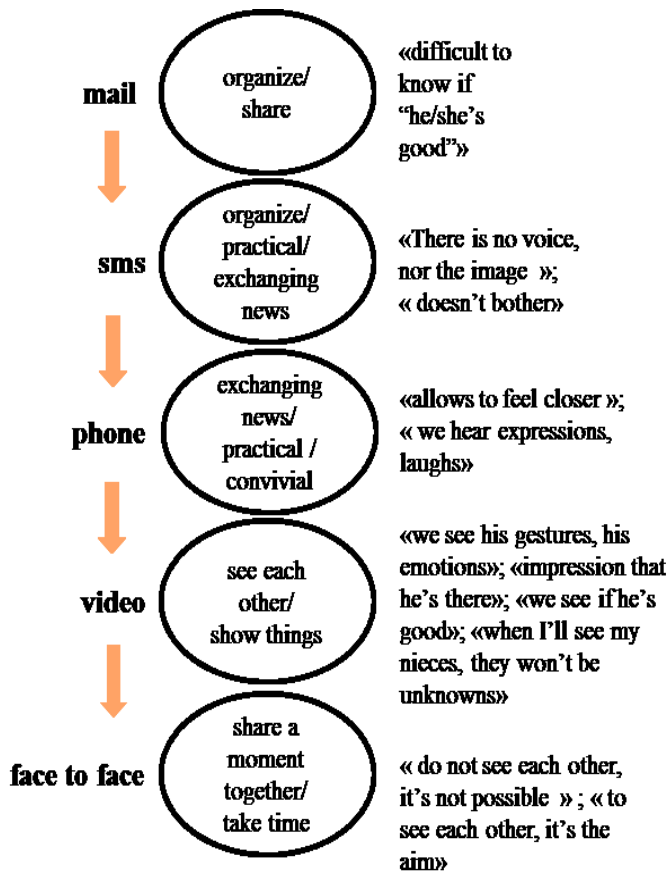 mail
organize/
share
«difficult to
know if
“he/she’s
good”»
sms
organize/
practical/
exchanging
news
«There is no voice,
nor the image »;
« doesn’t bother»
phone
exchanging
news/
practical /
convivial
«allows to feel closer »;
« we hear expressions,
laughs»
video
see each
other/
show things
«we see his gestures, his
emotions»; «impression that
he’s there»; «we see if he’s
good»; «when I’ll see my
nieces, they won’t be
unknowns»
face to face
share a
moment
together/
take time
« do not see each other,
it’s not possible » ; « to
see each other, it’s the
aim»